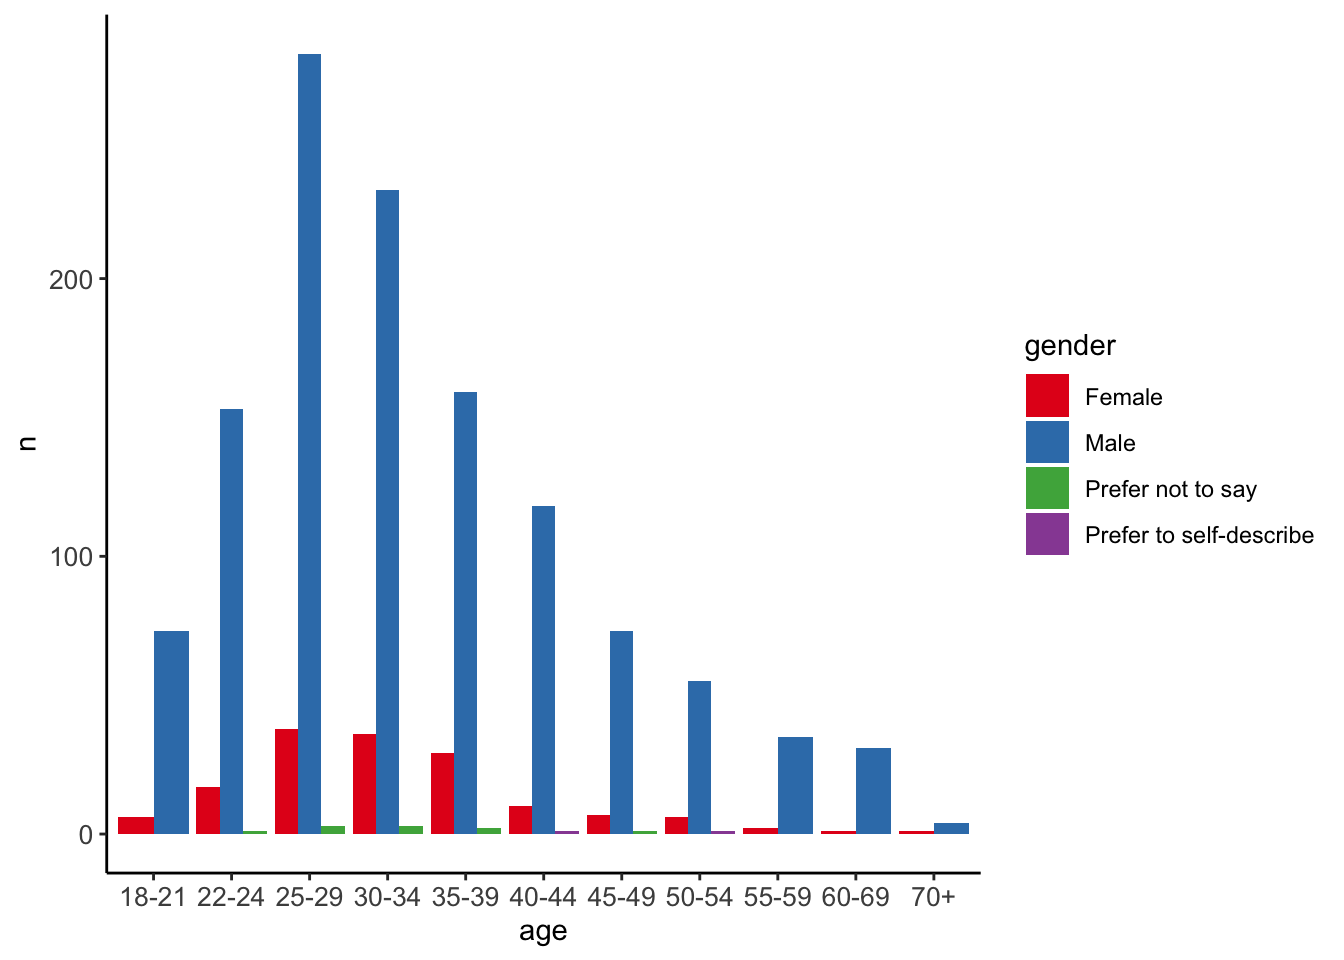 200
100
0
n
18-21 22-24 25-29 30-34 35-39 40-44 45-49 50-54 55-59 60-69 70+
age
gender
Female
Male
Prefer not to say
Prefer to self-describe